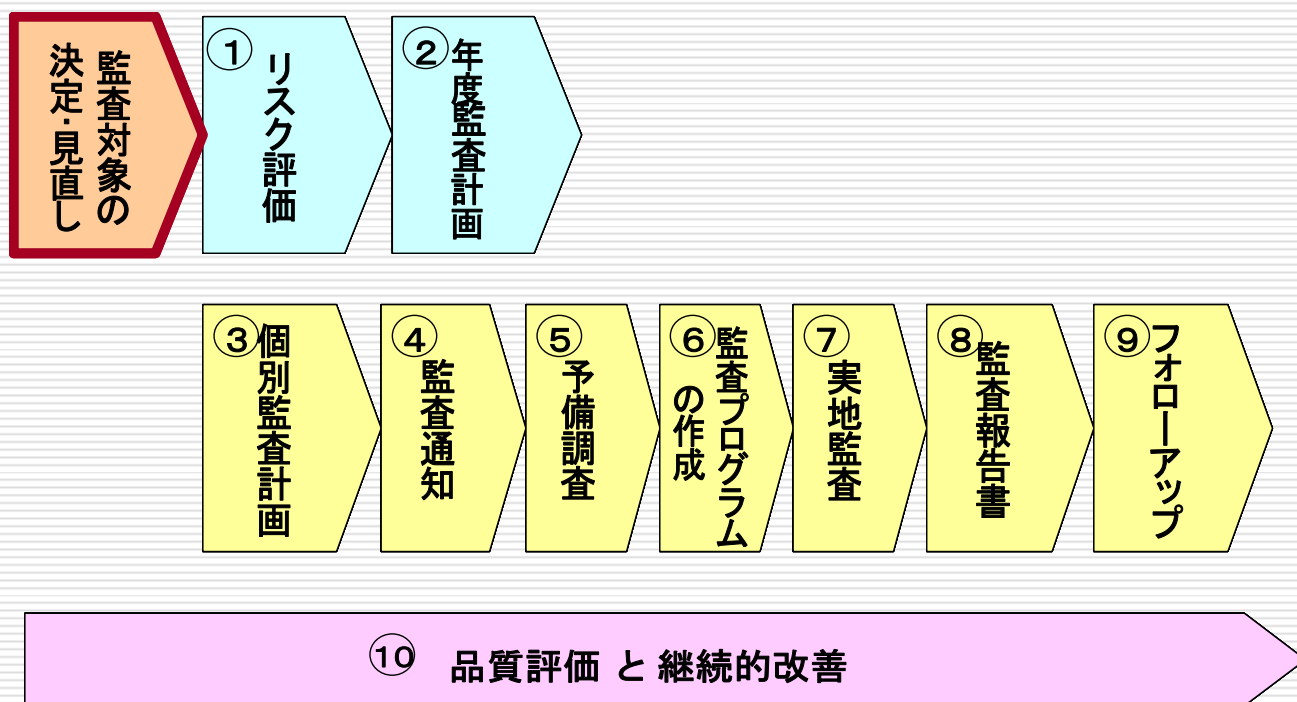 監査対象の
決定・見直し
①
リスク評価
②
年度監査計画
③
個別監査計画
④
監査通知
⑤
予備調査
⑥
監査プログラム
の作成
⑦
実地監査
⑧
監査報告書
⑨
フォローアップ
⑩ 品質評価 と 継続的改善